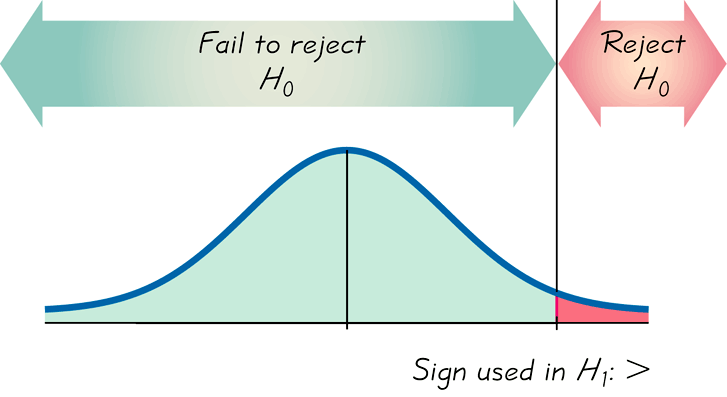 Fail to reject
H₀
Reject
H₀
Sign used in H₁: >